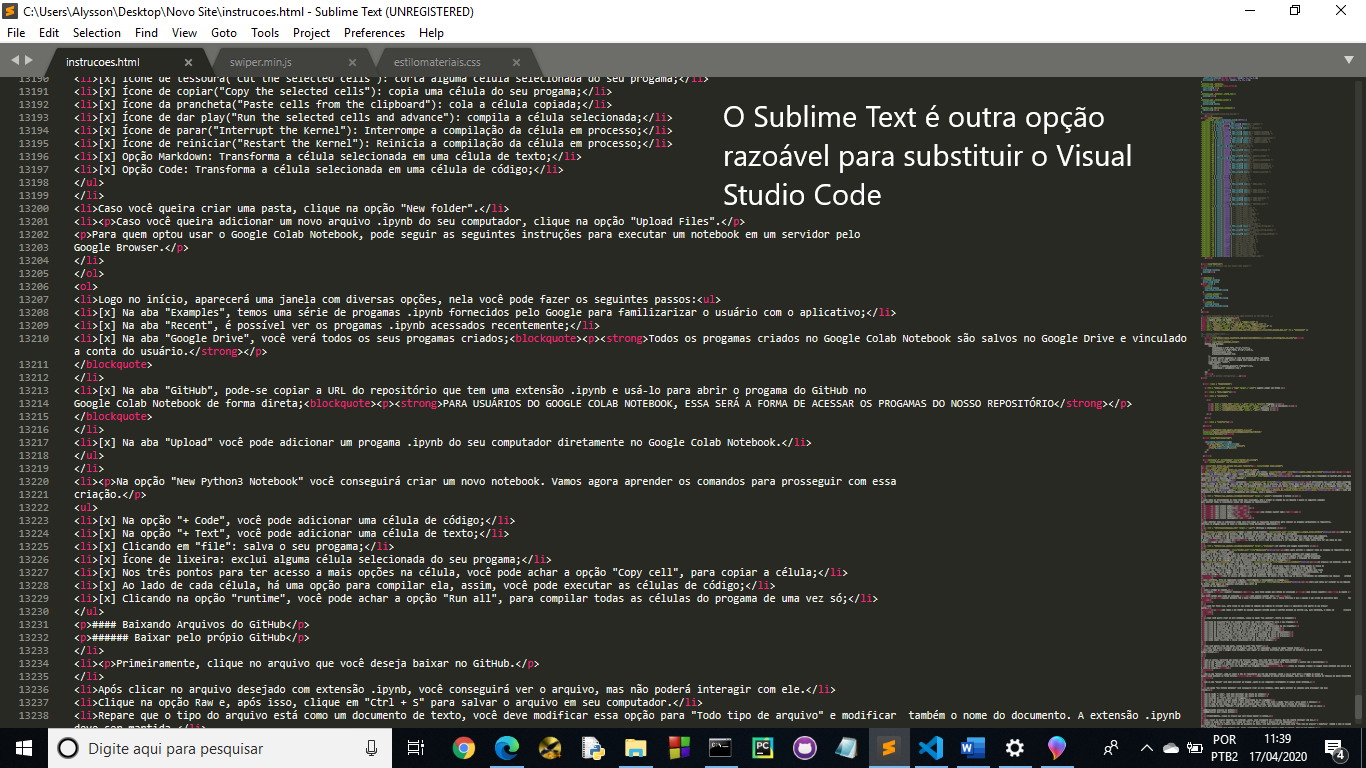 C:\Users\Alysson\Desktop\Novo Site\instrucoes.html - Sublime Text (UNREGISTERED)
File Edit Selection Find View Goto Tools Project Preferences Help
instrucoes.html swiper.min.js estilomateriais.css
13190 <li>[x] Ícone de tessoura("Cut the selected cells"): corta alguma célula selecionada do seu progama;</li>
13191 <li>[x] Ícone de copiar("Copy the selected cells"): copia uma célula do seu progama;</li>
13192 <li>[x] Ícone da prancheta("Paste cells from the clipboard"): cola a célula copiada;</li>
13193 <li>[x] Ícone de dar play("Run the selected cells and advance"): compila a célula selecionada;</li>
13194 <li>[x] Ícone de parar("Interrupt the Kernel"): Interrompe a compilação da célula em processo;</li>
13195 <li>[x] Ícone de reiniciar("Restart the Kernel"): Reinicia a compilação da célula em processo;</li>
13196 <li>[x] Opção Markdown: Transforma a célula selecionada em uma célula de texto;</li>
13197 <li>[x] Opção Code: Transforma a célula selecionada em uma célula de código;</li>
13198 </ul>
13199 </li>
13200 <li>Caso você queira criar uma pasta, clique na opção "New folder".</li>
13201 <li><p>Caso você queira adicionar um novo arquivo .ipynb do seu computador, clique na opção "Upload Files".</p>
13202 <p>Para quem optou usar o Google Colab Notebook, pode seguir as seguintes instruções para executar um notebook em um servidor pelo
13203 Google Browser.</p>
13204 </li>
13205 </ol>
13206 <ol>
13207 <li>Logo no início, aparecerá uma janela com diversas opções, nela você pode fazer os seguintes passos:<ul>
13208 <li>[x] Na aba "Examples", temos uma série de progamas .ipynb fornecidos pelo Google para familizarizar o usuário com o aplicativo;</li>
13209 <li>[x] Na aba "Recent", é possível ver os progamas .ipynb acessados recentemente;</li>
13210 <li>[x] Na aba "Google Drive", você verá todos os seus progamas criados;<blockquote><p><strong>Todos os progamas criados no Google Colab Notebook são salvos no Google Drive e vinculado
a conta do usuário.</strong></p>
13211 </blockquote>
13212 </li>
13213 <li>[x] Na aba "GitHub", pode-se copiar a URL do repositório que tem uma extensão .ipynb e usá-lo para abrir o progama do GitHub no
13214 Google Colab Notebook de forma direta;<blockquote><p><strong>PARA USUÁRIOS DO GOOGLE COLAB NOTEBOOK, ESSA SERÁ A FORMA DE ACESSAR OS PROGAMAS DO NOSSO REPOSITÓRIO</strong></p>
13215 </blockquote>
13216 </li>
13217 <li>[x] Na aba "Upload" você pode adicionar um progama .ipynb do seu computador diretamente no Google Colab Notebook.</li>
13218 </ul>
13219 </li>
13220 <li><p>Na opção "New Python3 Notebook" você conseguirá criar um novo notebook. Vamos agora aprender os comandos para prosseguir com essa
13221 criação.</p>
13222 <ul>
13223 <li>[x] Na opção "+ Code", você pode adicionar uma célula de código;</li>
13224 <li>[x] Na opção "+ Text", você pode adicionar uma célula de texto;</li>
13225 <li>[x] Clicando em "file": salva o seu progama;</li>
13226 <li>[x] Ícone de lixeira: exclui alguma célula selecionada do seu progama;</li>
13227 <li>[x] Nos três pontos para ter acesso a mais opções na célula, você pode achar a opção "Copy cell", para copiar a célula;</li>
13228 <li>[x] Ao lado de cada célula, há uma opção para compilar ela, assim, você pode executar as células de código;</li>
13229 <li>[x] Clicando na opção "runtime", você pode achar a opção "Run all", para compilar todas as células do progama de uma vez só;</li>
13230 </ul>
13231 <p>#### Baixando Arquivos do GitHub</p>
13232 <p>###### Baixar pelo própio GitHub</p>
13233 </li>
13234 <li><p>Primeiramente, clique no arquivo que você deseja baixar no GitHub.</p>
13235 </li>
13236 <li>Após clicar no arquivo desejado com extensão .ipynb, você conseguirá ver o arquivo, mas não poderá interagir com ele.</li>
13237 <li>Clique na opção Raw e, após isso, clique em "Ctrl + S" para salvar o arquivo em seu computador.</li>
13238 <li>Repare que o tipo do arquivo está como um documento de texto, você deve modificar essa opção para "Todo tipo de arquivo" e modificar também o nome do documento. A extensão .ipynb
deve ser mantida.</li>
O Sublime Text é outra opção
razoável para substituir o Visual
Studio Code
Digite aqui para pesquisar
POR
PTB2
11:39
17/04/2020
4